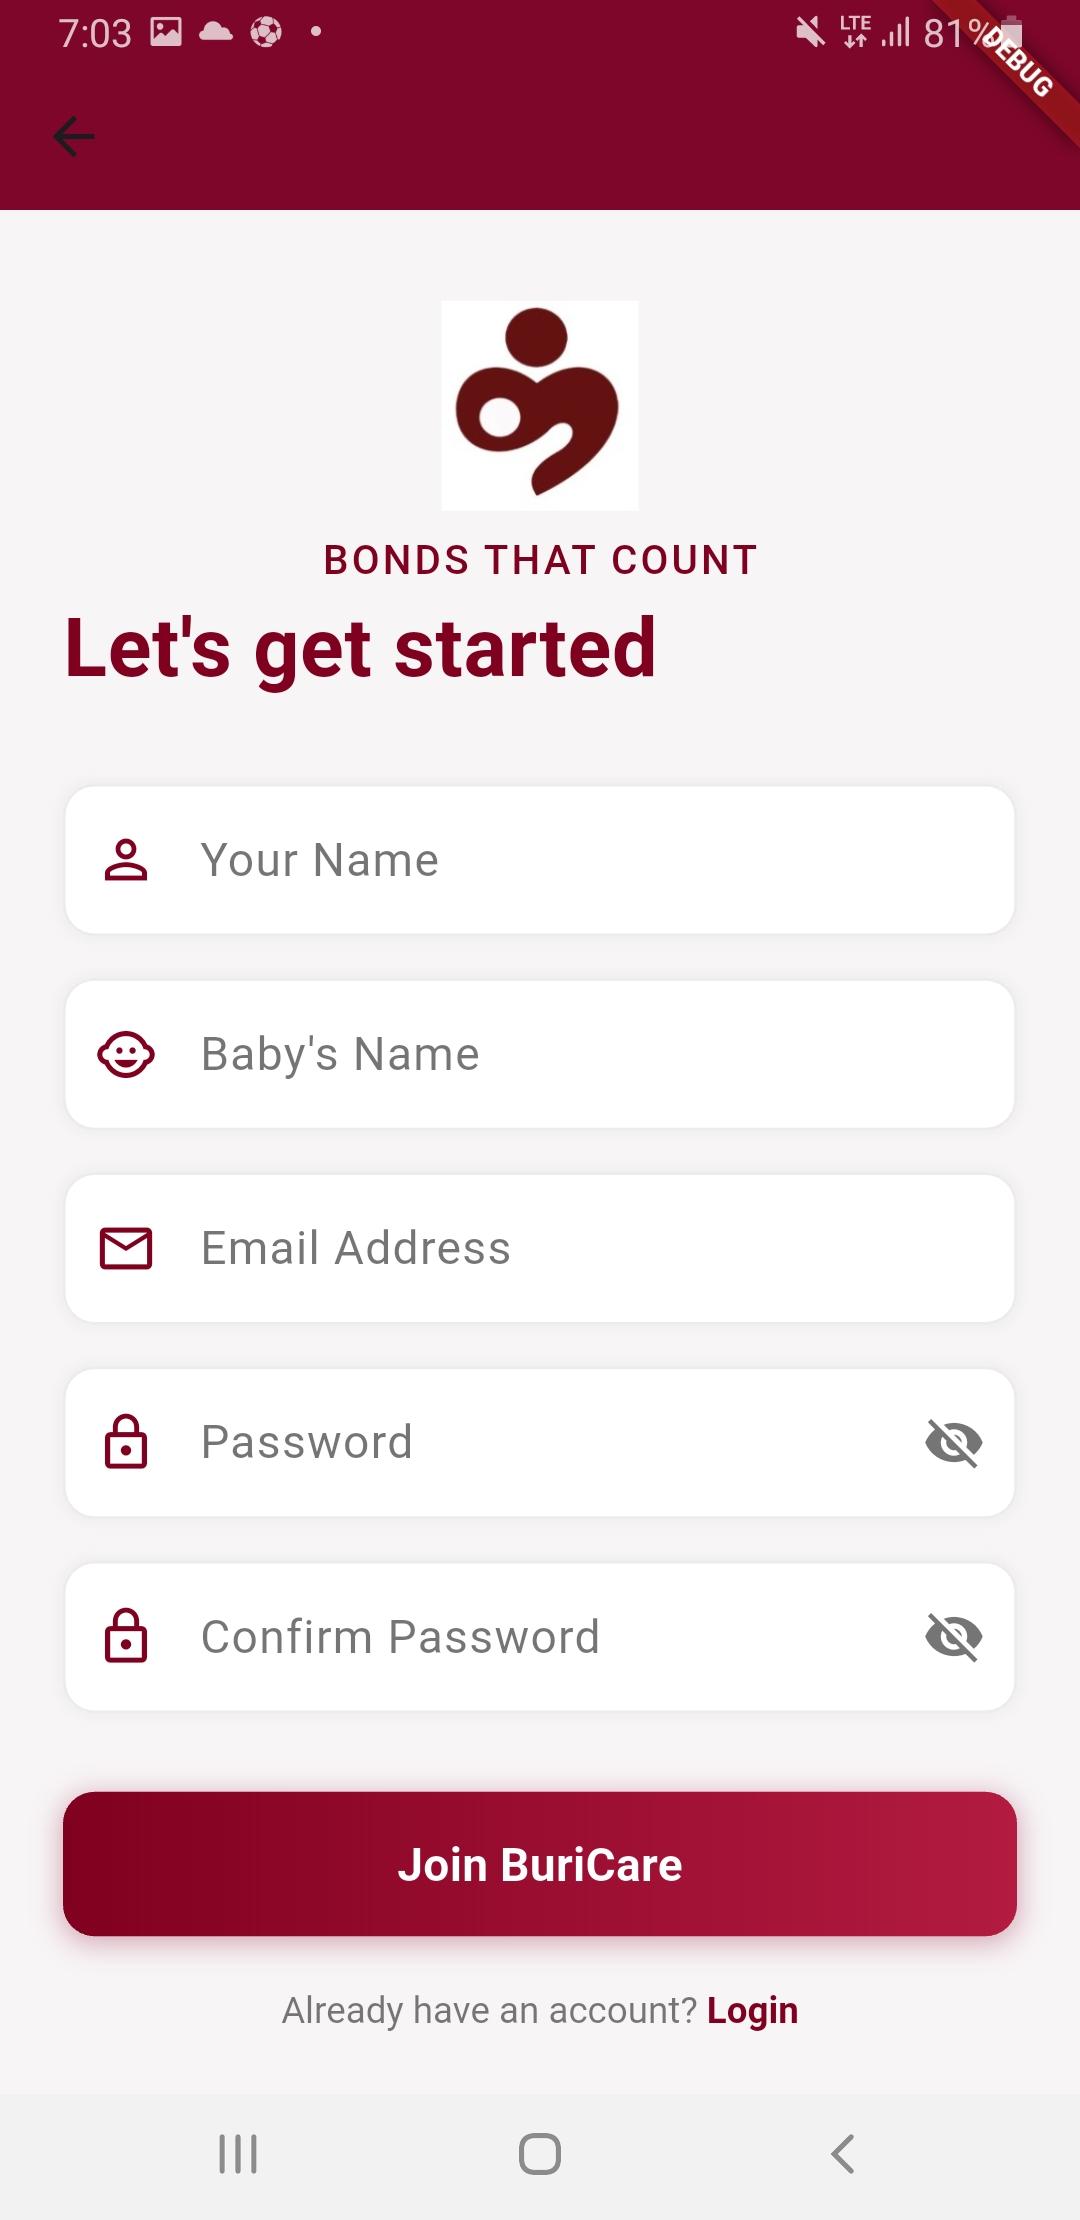 7:03
LTE
81%
DEBUG
BONDS THAT COUNT
Let's get started
Your Name
Baby's Name
Email Address
Password
Confirm Password
Join BuriCare
Already have an account? Login